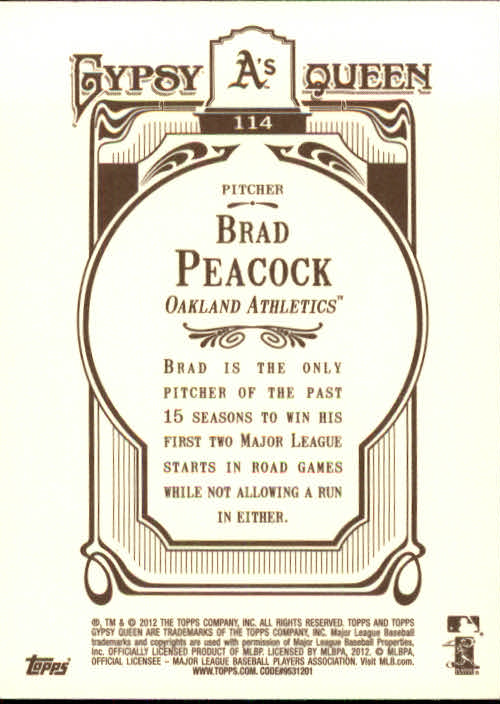 GYPSY A's QUEEN
114
PITCHER
BRAD
PEACOCK
OAKLAND ATHLETICS™
BRAD IS THE ONLY
PITCHER OF THE PAST
15 SEASONS TO WIN HIS
FIRST TWO MAJOR LEAGUE
STARTS IN ROAD GAMES
WHILE NOT ALLOWING A RUN
IN EITHER.
®, TM & © 2012 THE TOPPS COMPANY, INC. ALL RIGHTS RESERVED. TOPPS AND TOPPS
GYPSY QUEEN ARE TRADEMARKS OF THE TOPPS COMPANY, INC. Major League Baseball
trademarks and copyrights are used with permission of Major League Baseball Properties,
Inc. OFFICIALLY LICENSED PRODUCT OF MLBP. LICENSED BY MLBPA, 2012. © MLBPA,
OFFICIAL LICENSEE – MAJOR LEAGUE BASEBALL PLAYERS ASSOCIATION. Visit MLB.com.
WWW.TOPPS.COM. CODE#9531201
Topps